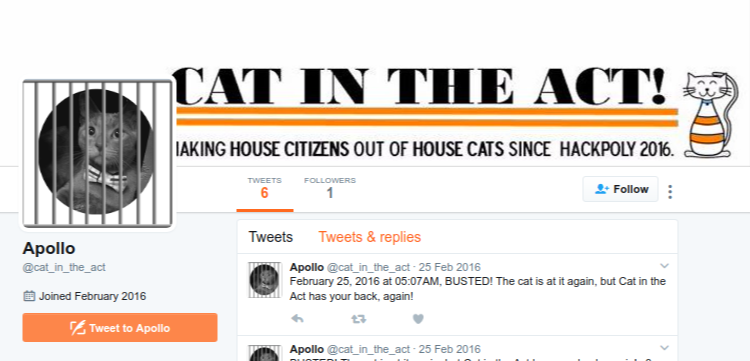 CAT IN THE ACT!
MAKING HOUSE CITIZENS OUT OF HOUSE CATS SINCE HACKPOLY 2016.
TWEETS
6
FOLLOWERS
1
Follow
Apollo
@cat_in_the_act
Joined February 2016
Tweet to Apollo
Tweets
Tweets & replies
Apollo @cat_in_the_act · 25 Feb 2016
February 25, 2016 at 05:07AM, BUSTED! The cat is at it again, but Cat in the
Act has your back, again!
Apollo @cat_in_the_act · 25 Feb 2016